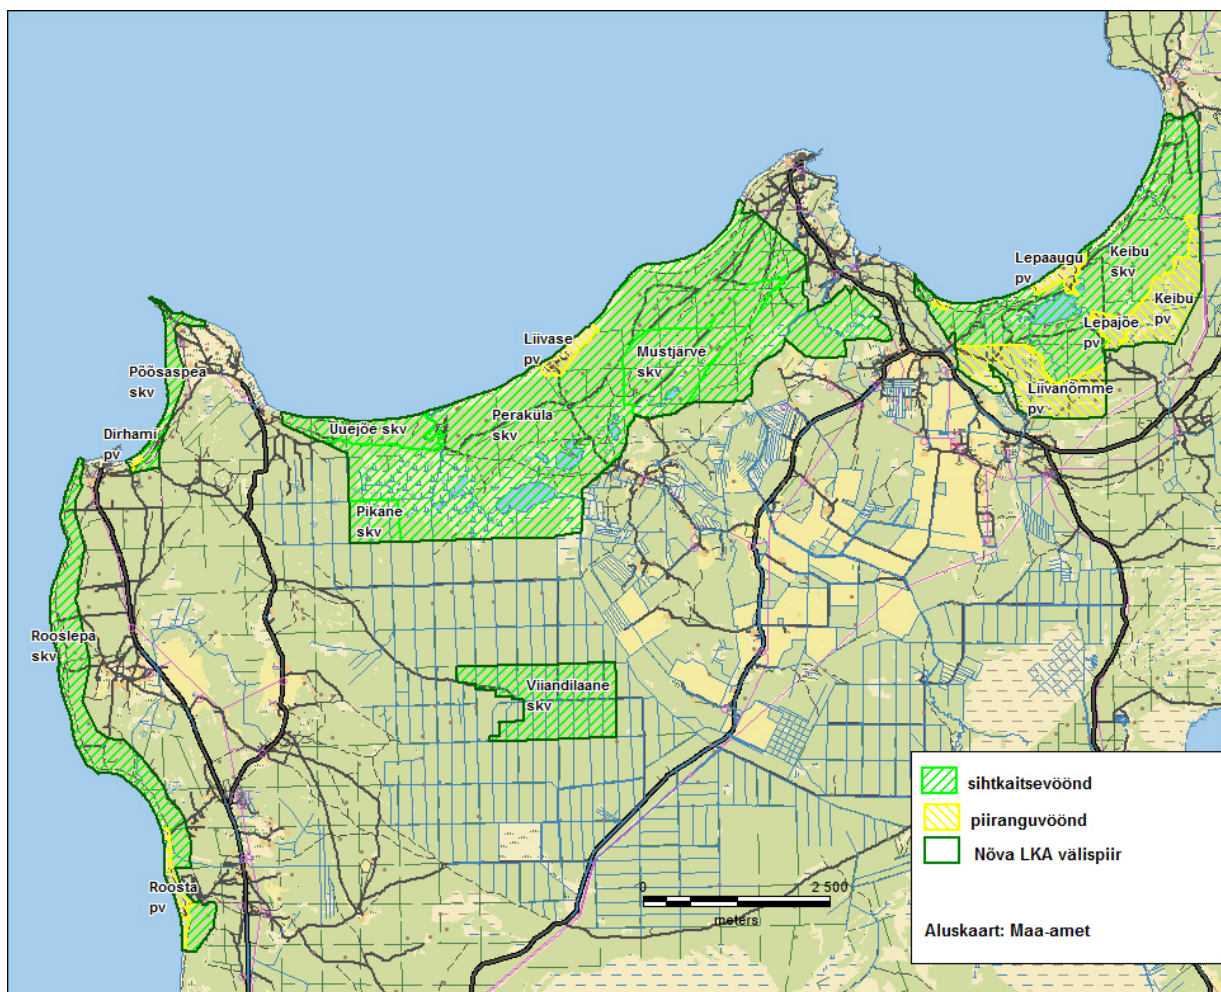 Lepaaugu
pv
Keibu
skv
Keibu
pv
Lepajõe
pv
Liivanõmme
pv
Liivase
pv
Mustjärve
skv
Põõsaspea
skv
Peraküla
skv
Uuejõe skv
Dirhami
pv
Pikane
skv
Rooslepa
skv
Viiandilaane
skv
Roosta
pv
sihtkaitsevöönd
piiranguvöönd
Nõva LKA välispiir
0 2 500
meters
Aluskaart: Maa-amet